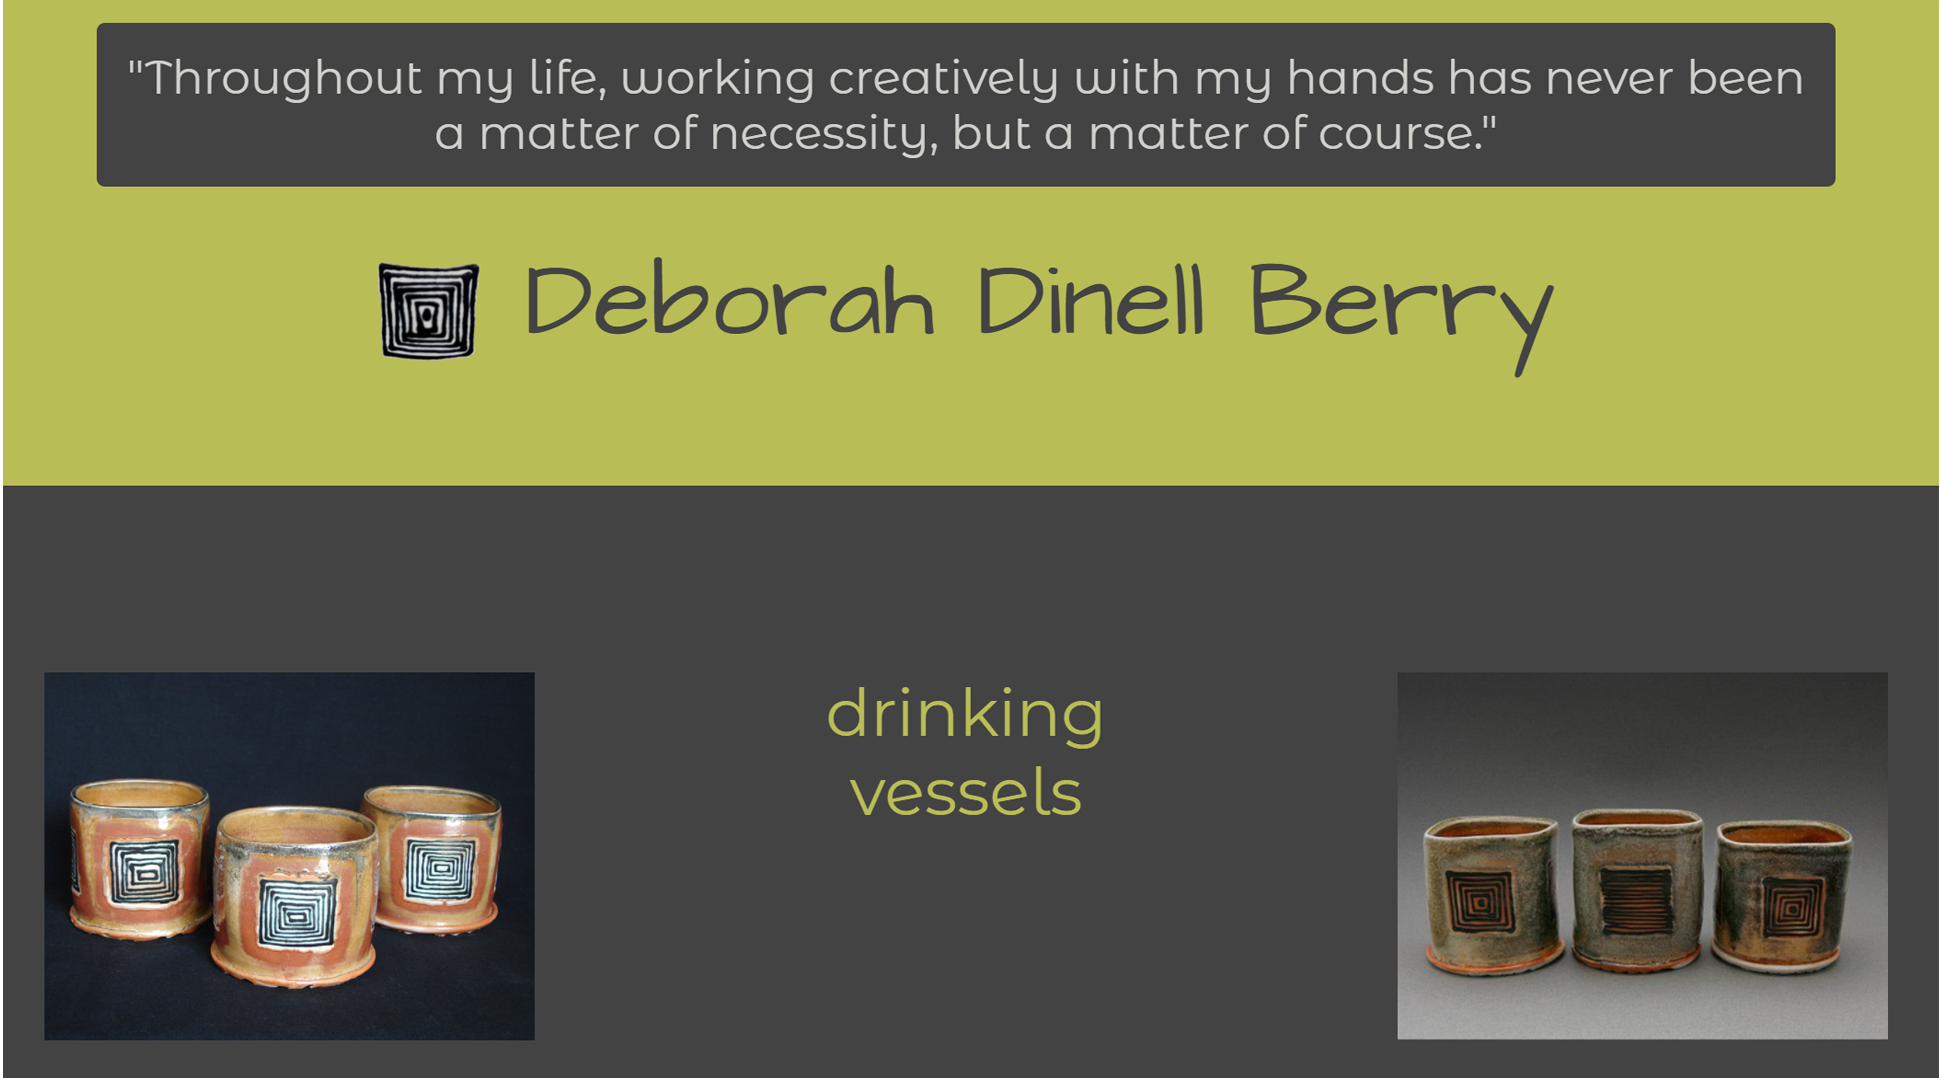 "Throughout my life, working creatively with my hands has never been
a matter of necessity, but a matter of course."
Deborah Dinell Berry
drinking
vessels